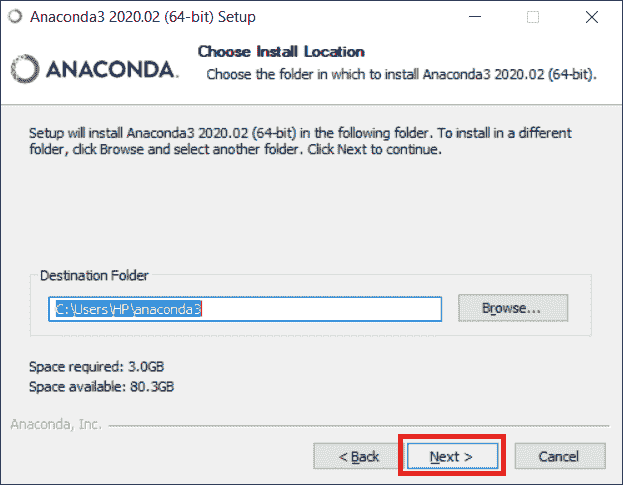 Anaconda3 2020.02 (64-bit) Setup
Choose Install Location
ANACONDA.
Choose the folder in which to install Anaconda3 2020.02 (64-bit).
Setup will install Anaconda3 2020.02 (64-bit) in the following folder. To install in a different
folder, click Browse and select another folder. Click Next to continue.
Destination Folder
C:\Users\HP\anaconda3
Browse...
Space required: 3.0GB
Space available: 80.3GB
Anaconda, Inc.
< Back
Next >
Cancel